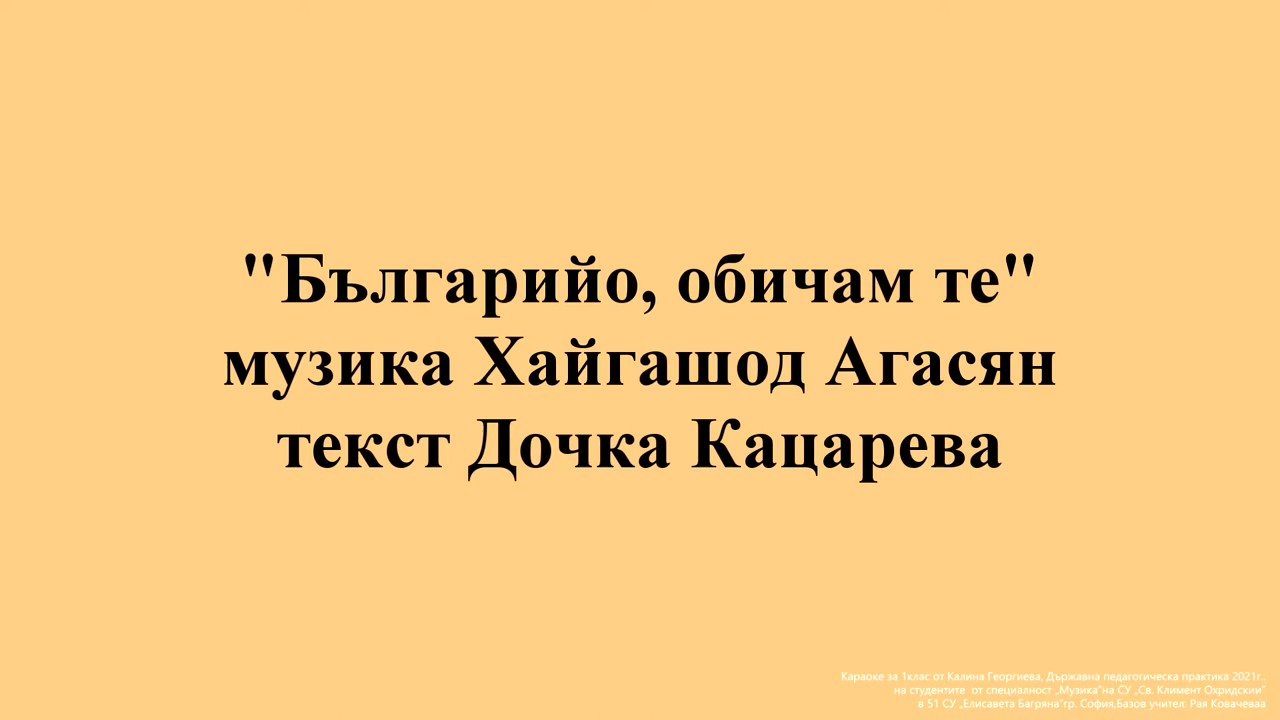 "Българийо, обичам те"
музика Хайгашод Агасян
текст Дочка Кацарева
Караоке за 1клас от Калина Георгиева, Държавна педагогическа практика 2021г..
на студентите от специалност „Музика"на СУ „Св. Климент Охридскии"
в 51 СУ „Елисавета Багряна"гр. София,Базов учител: Рая Ковачеваа